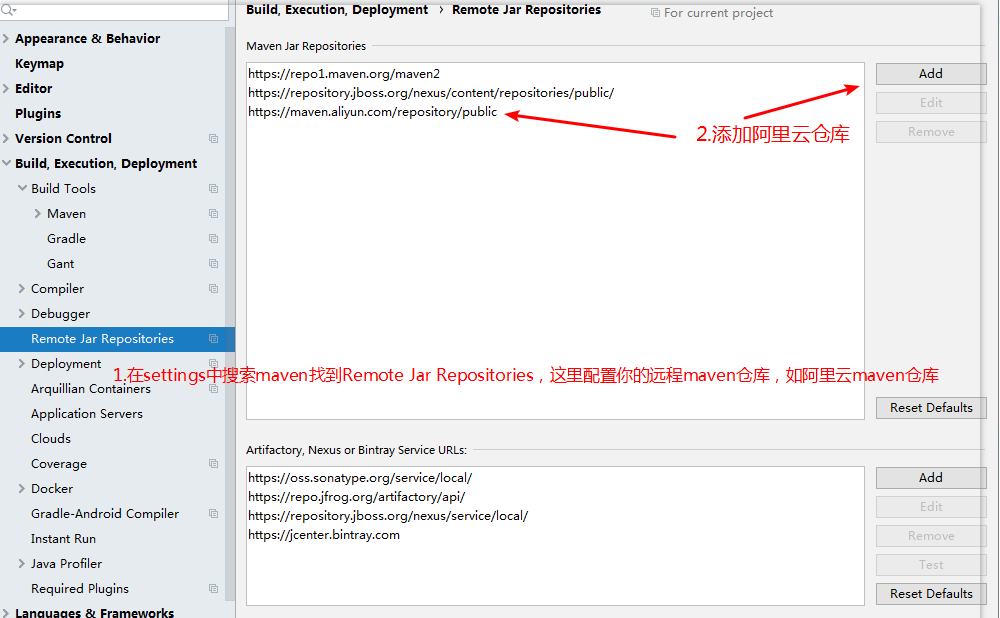 Build, Execution, Deployment › Remote Jar Repositories
For current project
Appearance & Behavior
Keymap
Editor
Plugins
Version Control
Build, Execution, Deployment
Build Tools
Maven
Gradle
Gant
Compiler
Debugger
Remote Jar Repositories
Deployment
Arquillian Containers
Application Servers
Clouds
Coverage
Docker
Gradle-Android Compiler
Instant Run
Java Profiler
Required Plugins
Languages & Frameworks
Maven Jar Repositories
https://repo1.maven.org/maven2
https://repository.jboss.org/nexus/content/repositories/public/
https://maven.aliyun.com/repository/public
Add
Edit
Remove
2.添加阿里云仓库
1.在settings中搜索maven找到Remote Jar Repositories，这里配置你的远程maven仓库，如阿里云maven仓库
Reset Defaults
Artifactory, Nexus or Bintray Service URLs:
https://oss.sonatype.org/service/local/
https://repo.jfrog.org/artifactory/api/
https://repository.jboss.org/nexus/service/local/
https://jcenter.bintray.com
Add
Edit
Remove
Test
Reset Defaults